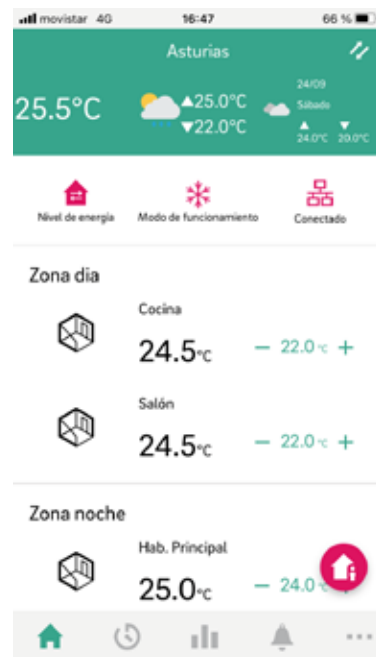 movistar 4G 16:47 66 %
Asturias
25.5°C
▲25.0°C
▼22.0°C
24/09
Sábado
▲ ▼
24.0°C 20.0°C
Nivel de energía Modo de funcionamiento Conectado
Zona dia
Cocina
24.5°C − 22.0°C +
Salón
24.5°C − 22.0°C +
Zona noche
Hab. Principal
25.0°C − 24.0